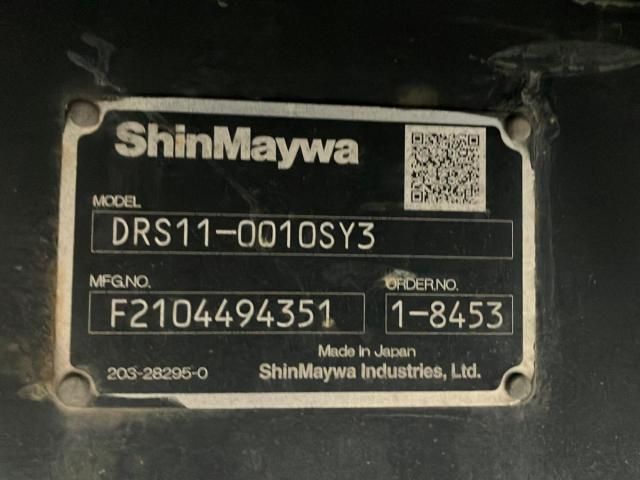 ShinMaywa
MODEL
DRS11-0010SY3
MFG.NO. ORDER.NO.
F2104494351 1-8453
Made In Japan
203-28295-0 ShinMaywa Industries, Ltd.